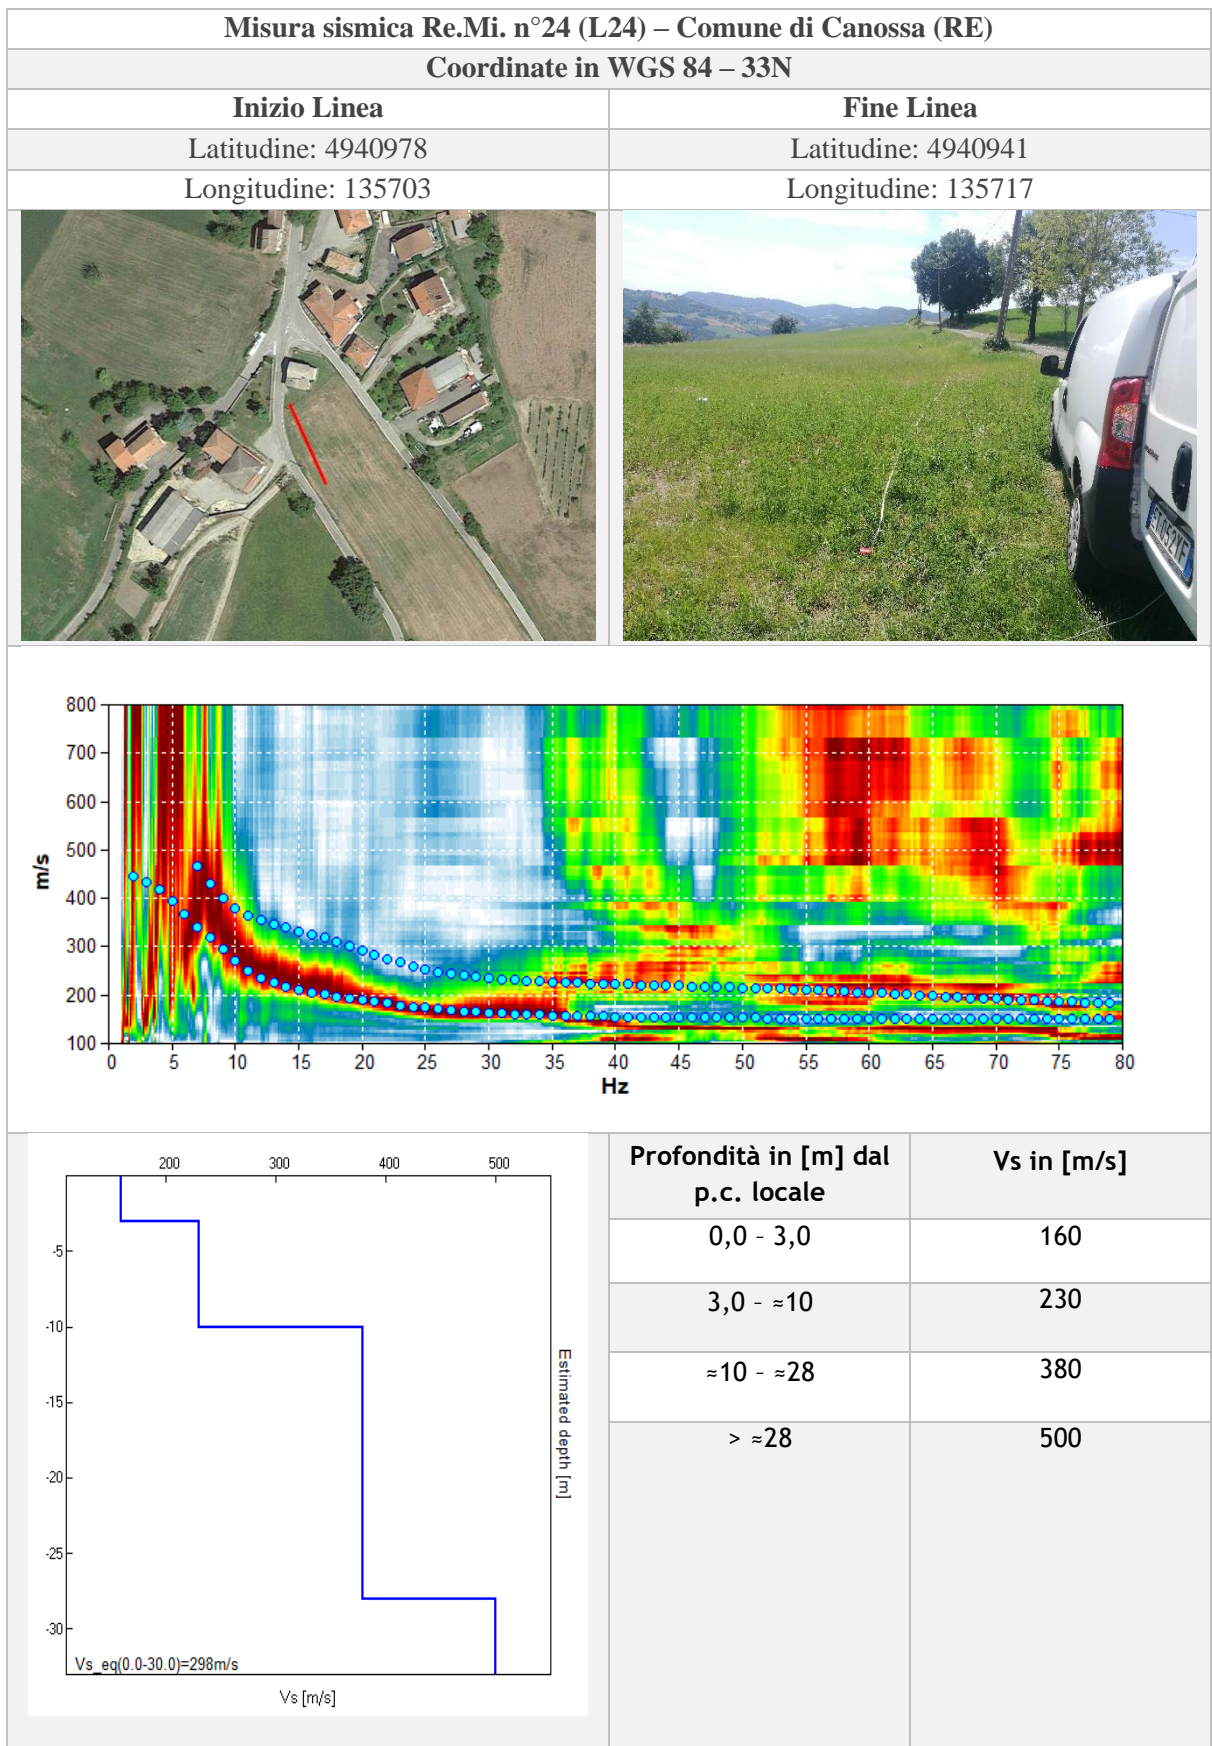 Misura sismica Re.Mi. n°24 (L24) – Comune di Canossa (RE)
Coordinate in WGS 84 – 33N
Inizio Linea
Fine Linea
Latitudine: 4940978
Latitudine: 4940941
Longitudine: 135703
Longitudine: 135717
800
700
600
500
400
300
200
100
m/s
0 5 10 15 20 25 30 35 40 45 50 55 60 65 70 75 80
Hz
200 300 400 500
-5
-10
-15
-20
-25
-30
Estimated depth [m]
Vs_eq(0.0-30.0)=298m/s
Vs [m/s]
Profondità in [m] dal
p.c. locale
Vs in [m/s]
0,0 – 3,0
160
3,0 – ≈10
230
≈10 – ≈28
380
> ≈28
500